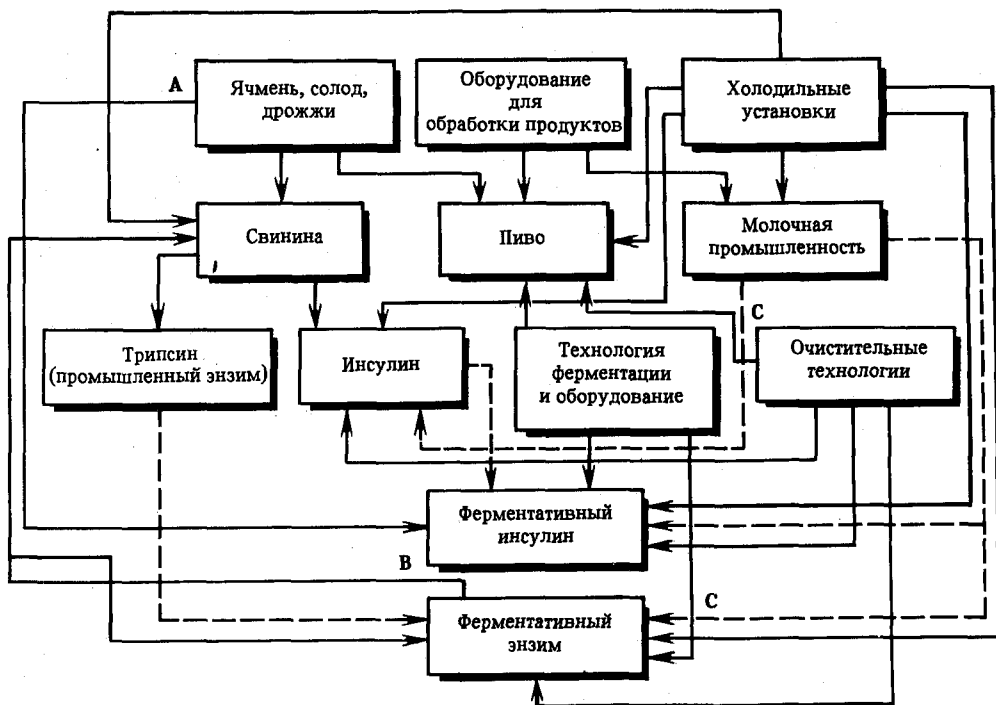 A
Ячмень, солод,
дрожжи
Оборудование
для
обработки продуктов
Холодильные
установки
Свинина
Пиво
Молочная
промышленность
C
Трипсин
(промышленный энзим)
Инсулин
Технология
ферментации
и оборудование
Очистительные
технологии
Ферментативный
инсулин
B
C
Ферментативный
энзим